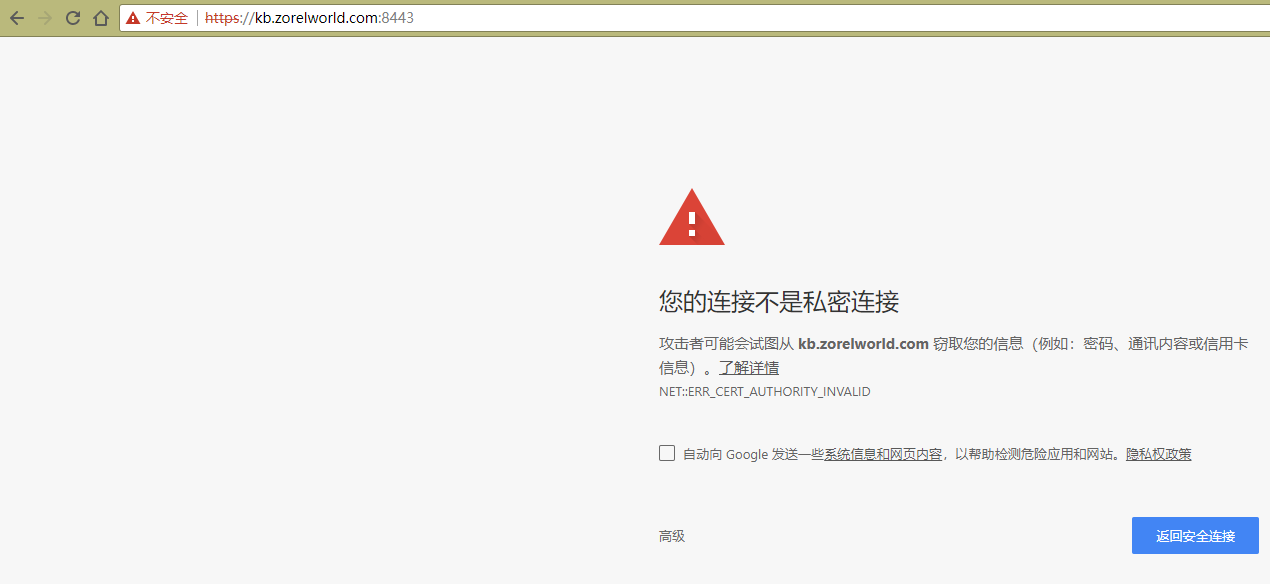 不安全 https://kb.zorelworld.com:8443
您的连接不是私密连接
攻击者可能会试图从 kb.zorelworld.com 窃取您的信息（例如：密码、通讯内容或信用卡
信息）。了解详情
NET::ERR_CERT_AUTHORITY_INVALID
自动向 Google 发送一些系统信息和网页内容，以帮助检测危险应用和网站。隐私权政策
高级 返回安全连接